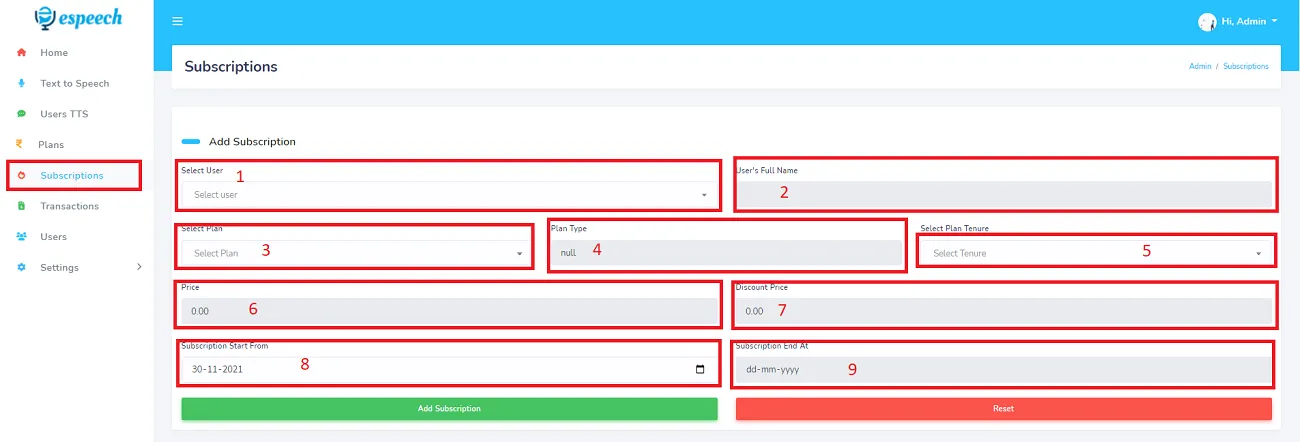 espeech
Hi, Admin
Home
Text to Speech
Users TTS
Plans
Subscriptions
Transactions
Users
Settings
Subscriptions
Admin / Subscriptions
Add Subscription
Select User
1
Select user
User's Full Name
2
Select Plan
3
Select Plan
Plan Type
4
null
Select Plan Tenure
5
Select Tenure
Price
6
0.00
Discount Price
7
0.00
Subscription Start From
8
30-11-2021
Subscription End At
9
dd-mm-yyyy
Add Subscription
Reset